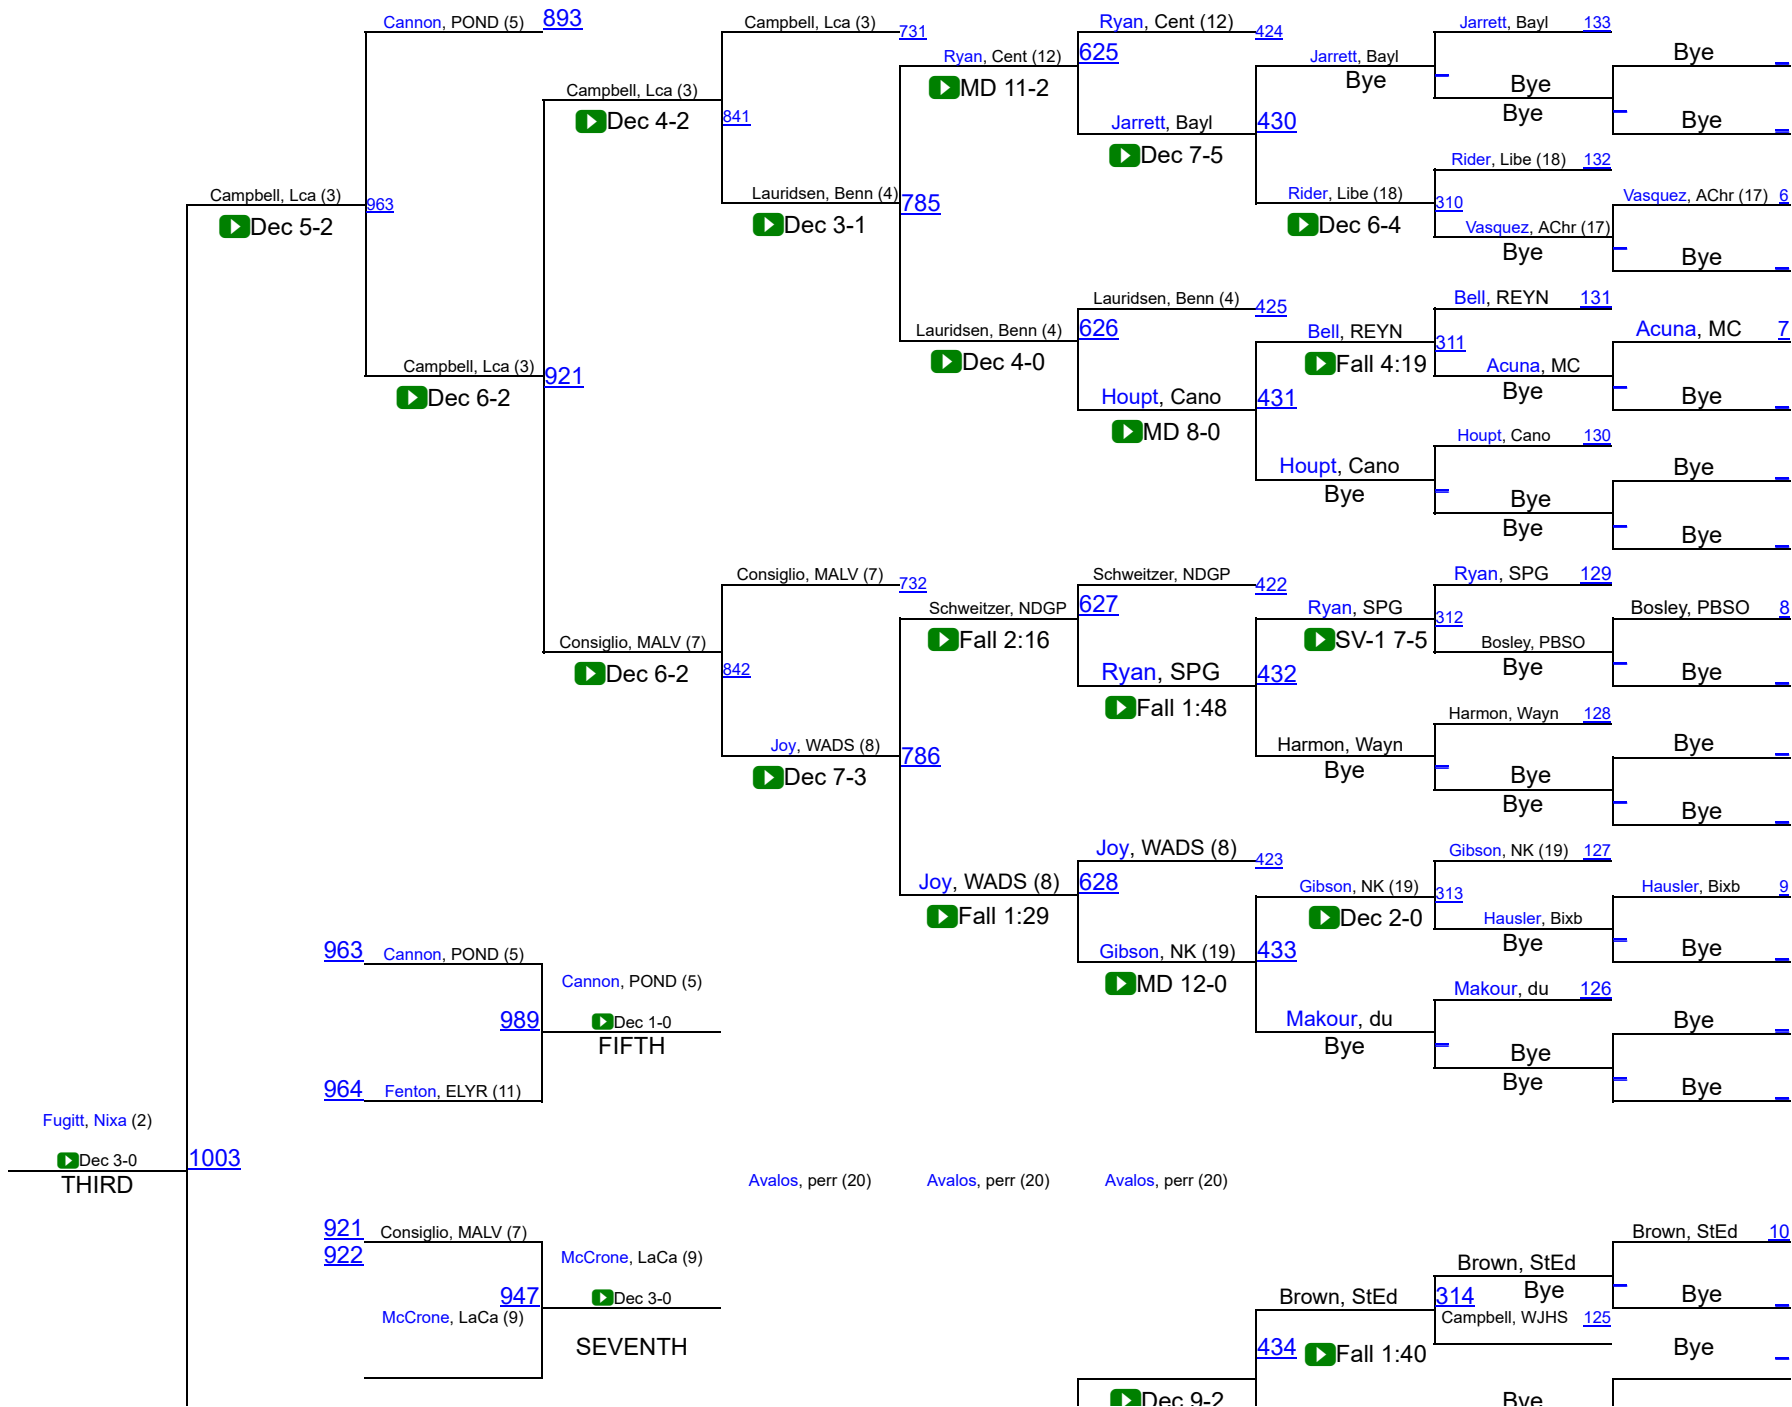 Cannon, POND (5) 893
Campbell, Lca (3) 731
Ryan, Cent (12) 424
Jarrett, Bayl 133
Ryan, Cent (12) 625
Jarrett, Bayl
Bye
MD 11-2
Bye
Bye
Campbell, Lca (3)
Dec 4-2
841
Jarrett, Bayl 430
Bye
Bye
Dec 7-5
Rider, Libe (18) 132
Campbell, Lca (3) 963
Lauridsen, Benn (4) 785
Rider, Libe (18) 310
Vasquez, AChr (17) 6
Dec 5-2
Dec 3-1
Dec 6-4
Vasquez, AChr (17)
Bye
Bye
Lauridsen, Benn (4) 425
Bell, REYN 131
Lauridsen, Benn (4) 626
Bell, REYN 311
Acuna, MC 7
Dec 4-0
Fall 4:19
Acuna, MC
Campbell, Lca (3) 921
Bye
Bye
Dec 6-2
Houpt, Cano 431
MD 8-0
Houpt, Cano 130
Houpt, Cano
Bye
Bye
Bye
Bye
Bye
Consiglio, MALV (7) 732
Schweitzer, NDGP 422
Ryan, SPG 129
Schweitzer, NDGP 627
Ryan, SPG 312
Bosley, PBSO 8
Fall 2:16
SV-1 7-5
Bosley, PBSO
Consiglio, MALV (7)
Bye
Bye
Dec 6-2
842
Ryan, SPG 432
Fall 1:48
Harmon, Wayn 128
Joy, WADS (8) 786
Harmon, Wayn
Bye
Dec 7-3
Bye
Bye
Bye
Bye
Joy, WADS (8) 423
Gibson, NK (19) 127
Joy, WADS (8) 628
Gibson, NK (19) 313
Hausler, Bixb 9
Fall 1:29
Dec 2-0
Hausler, Bixb
963 Cannon, POND (5)
Gibson, NK (19) 433
Bye
Bye
Cannon, POND (5)
MD 12-0
Makour, du 126
989
Dec 1-0
Makour, du
Bye
FIFTH
Bye
Bye
964 Fenton, ELYR (11)
Bye
Bye
Fugitt, Nixa (2)
Dec 3-0
1003
THIRD
Avalos, perr (20)
Avalos, perr (20)
Avalos, perr (20)
921 Consiglio, MALV (7)
Brown, StEd 10
922
McCrone, LaCa (9)
Brown, StEd
947
Dec 3-0
Brown, StEd 314
Bye
Bye
McCrone, LaCa (9)
Campbell, WJHS 125
SEVENTH
434
Fall 1:40
Bye
Dec 9-2
Bye